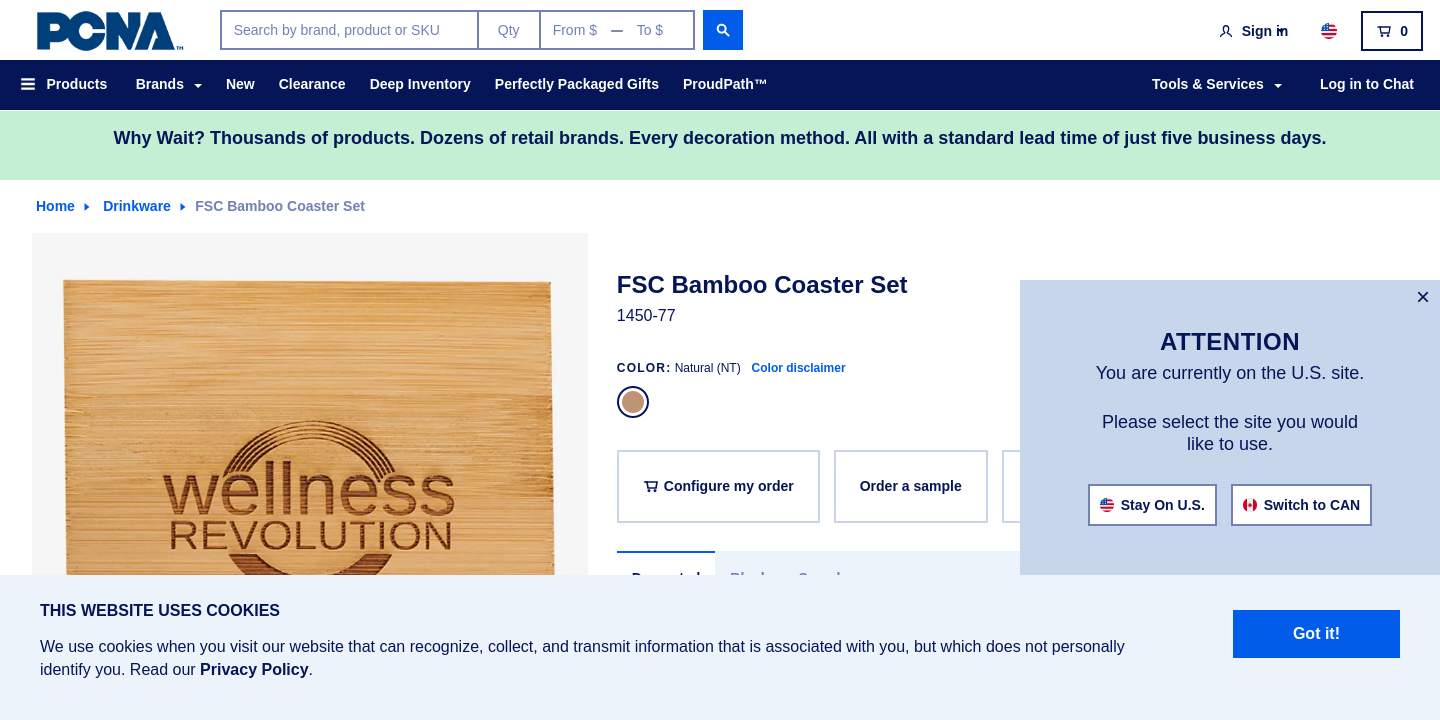 PCNA™
Search by brand, product or SKU
Qty
From $ — To $
Sign in
0
Products
Brands
New
Clearance
Deep Inventory
Perfectly Packaged Gifts
ProudPath™
Tools & Services
Log in to Chat
Why Wait? Thousands of products. Dozens of retail brands. Every decoration method. All with a standard lead time of just five business days.
Home
Drinkware
FSC Bamboo Coaster Set
wellness
REVOLUTION
FSC Bamboo Coaster Set
1450-77
COLOR: Natural (NT) Color disclaimer
Configure my order
Order a sample
×
ATTENTION
You are currently on the U.S. site.
Please select the site you would
like to use.
Stay On U.S.
Switch to CAN
THIS WEBSITE USES COOKIES
We use cookies when you visit our website that can recognize, collect, and transmit information that is associated with you, but which does not personally
identify you. Read our Privacy Policy.
Got it!